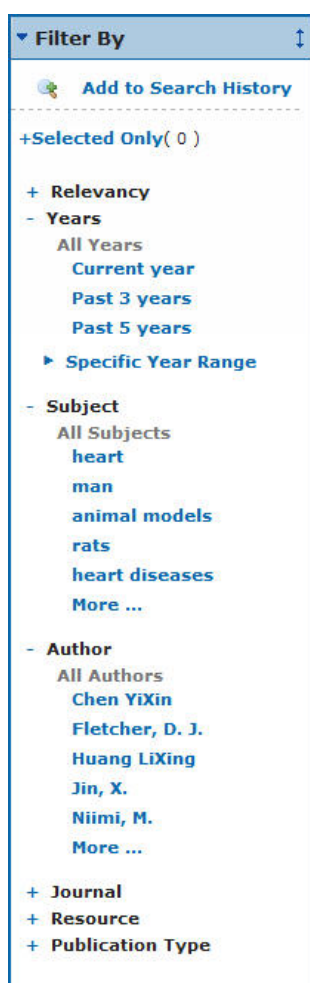 Filter By
Add to Search History
+Selected Only( 0 )
+ Relevancy
- Years
All Years
Current year
Past 3 years
Past 5 years
Specific Year Range
- Subject
All Subjects
heart
man
animal models
rats
heart diseases
More ...
- Author
All Authors
Chen YiXin
Fletcher, D. J.
Huang LiXing
Jin, X.
Niimi, M.
More ...
+ Journal
+ Resource
+ Publication Type